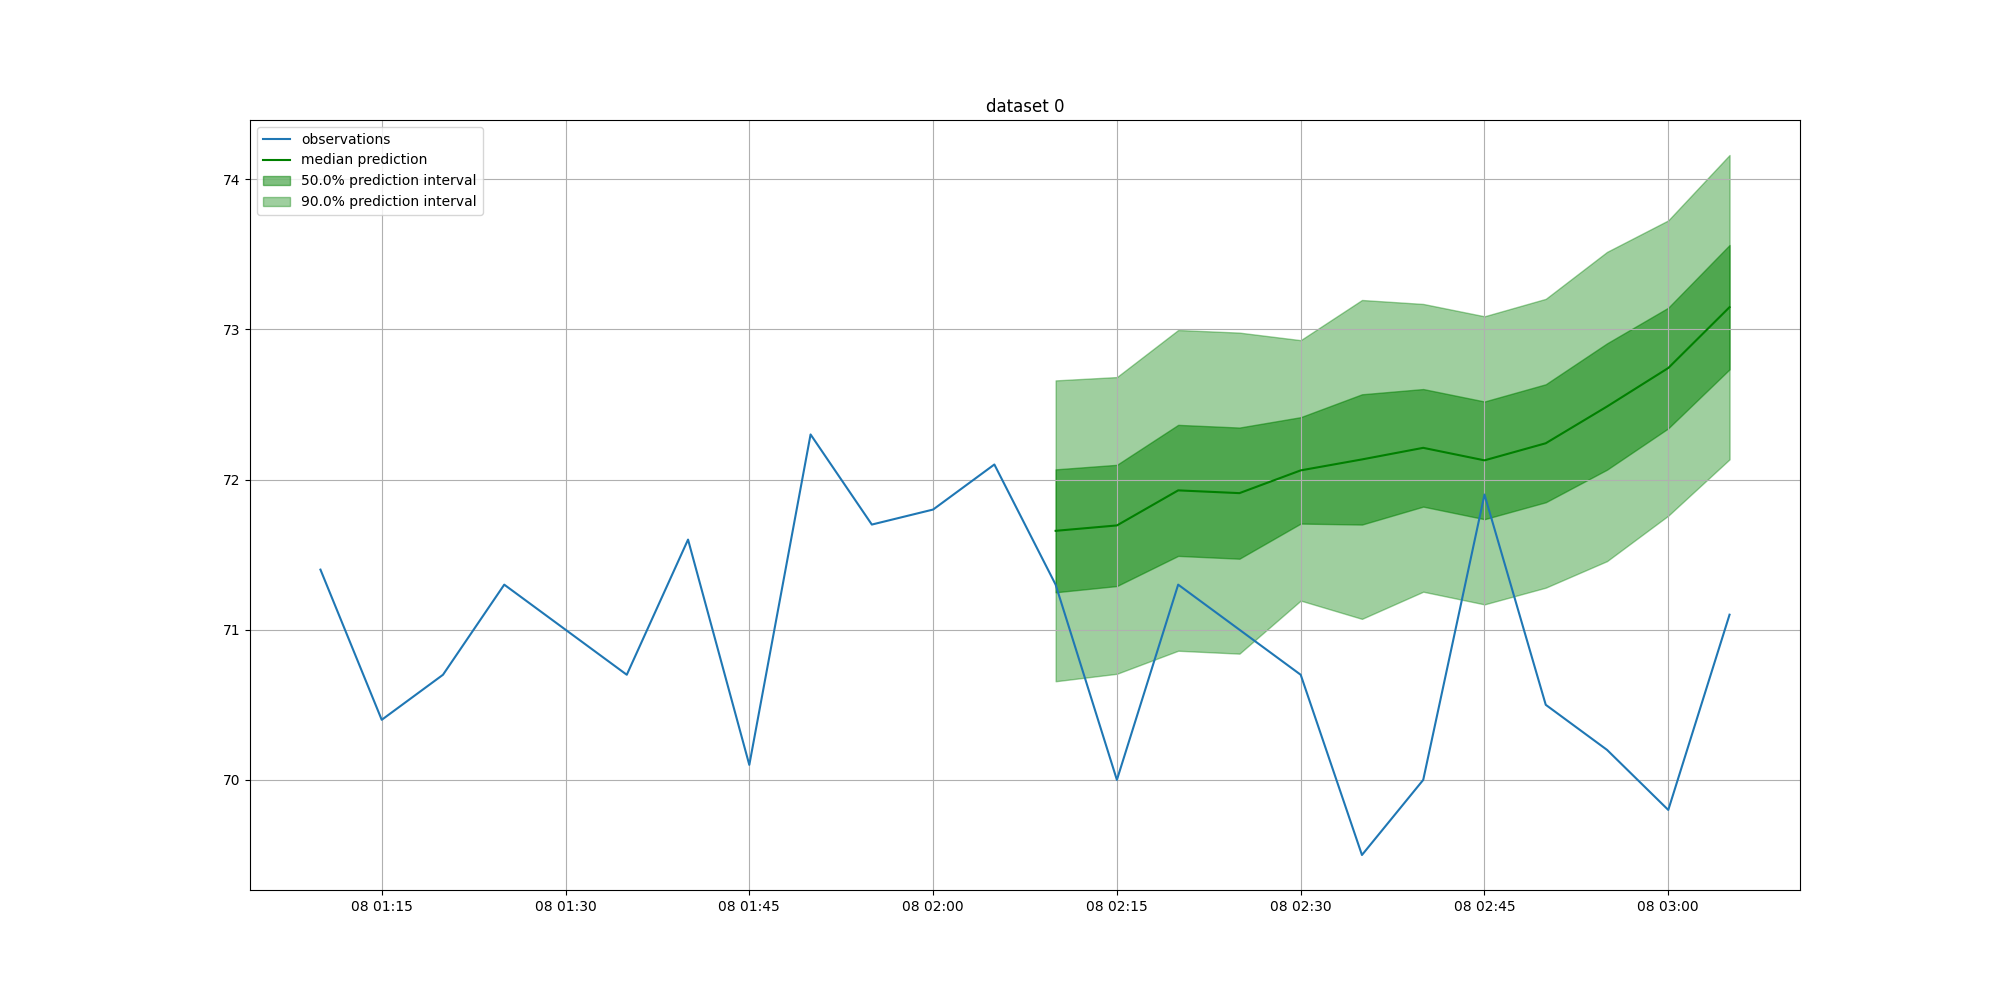 dataset 0
observations
median prediction
50.0% prediction interval
90.0% prediction interval
74
73
72
71
70
08 01:15 08 01:30 08 01:45 08 02:00 08 02:15 08 02:30 08 02:45 08 03:00